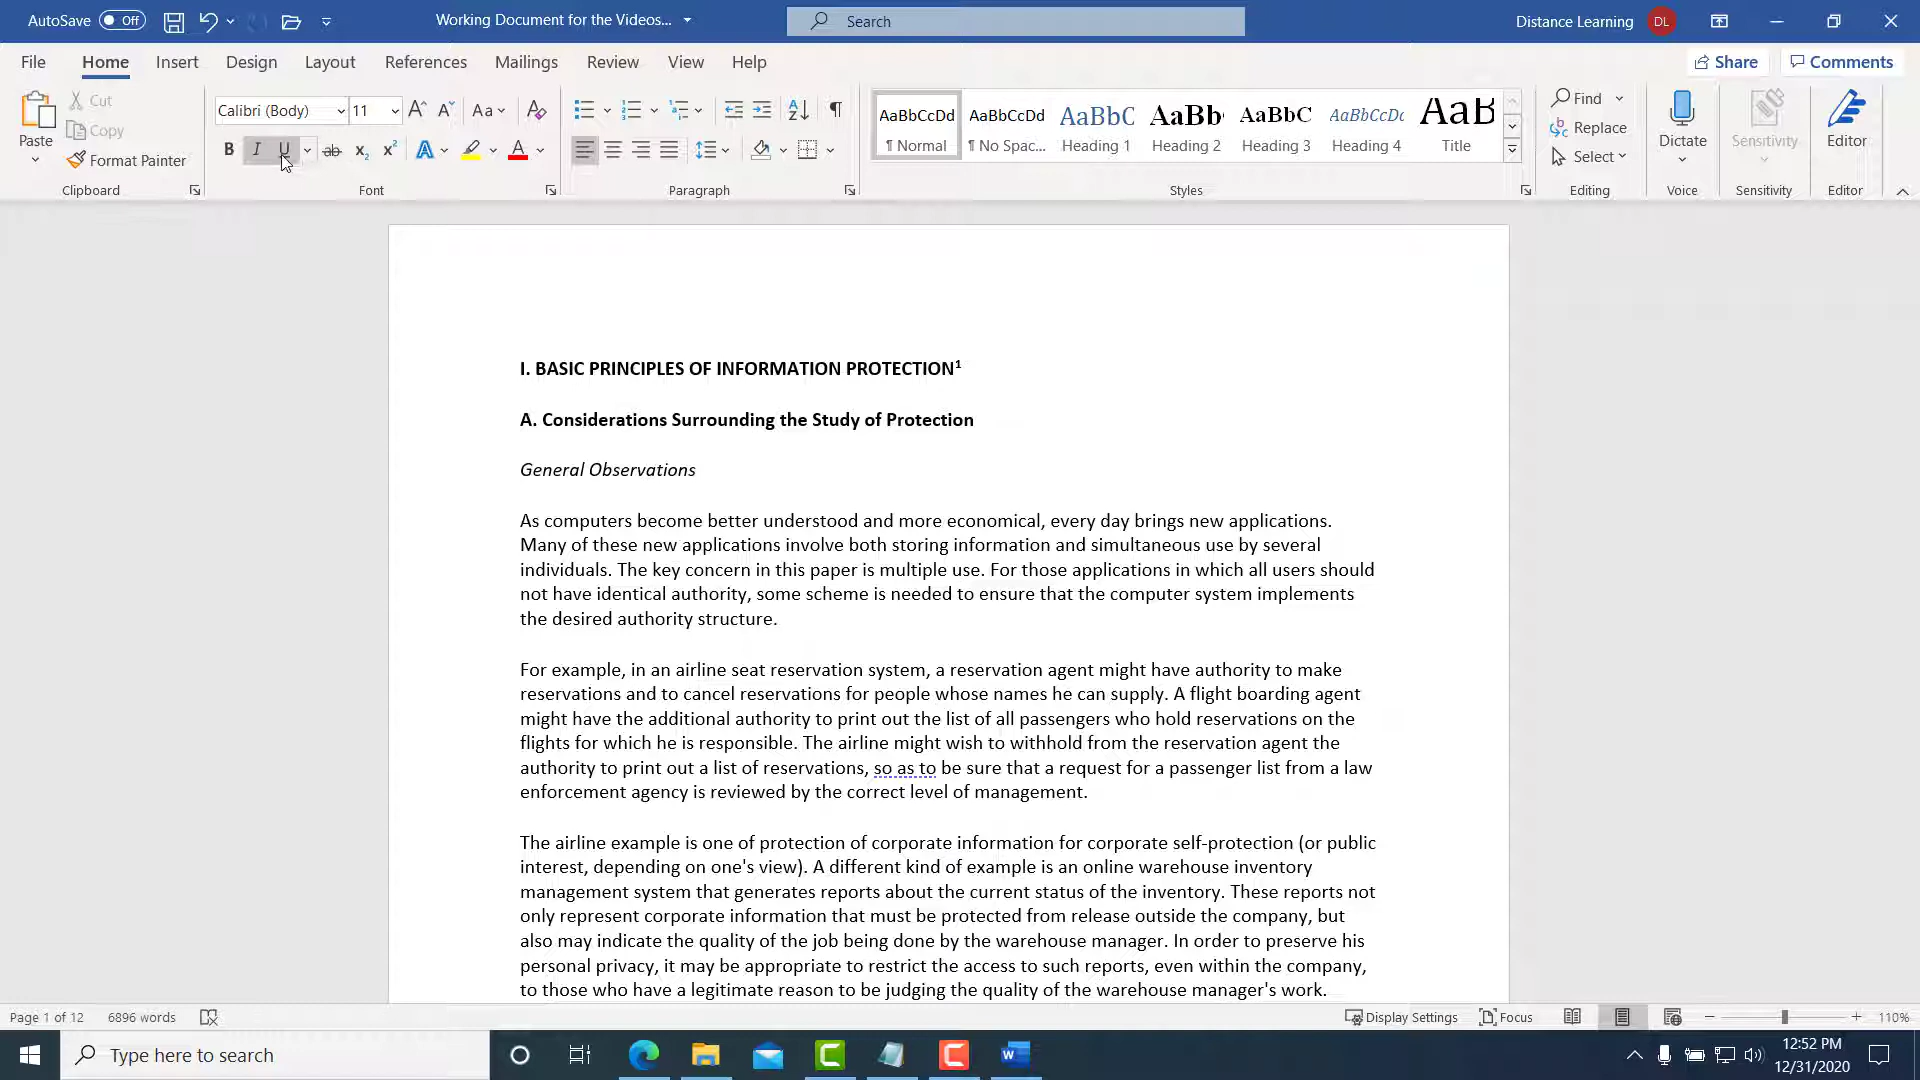 AutoSave Off Working Document for the Videos... Search Distance Learning DL
File Home Insert Design Layout References Mailings Review View Help Share Comments
Paste Cut Copy Format Painter Clipboard
Calibri (Body) 11 Aa
B I U ab x₂ x² A A Font
Paragraph
AaBbCcDd AaBbCcDd AaBbC AaBb AaBbC AaBbCcDc AaB
¶ Normal ¶ No Spac... Heading 1 Heading 2 Heading 3 Heading 4 Title
Styles
Find Replace Select Editing
Dictate Voice
Sensitivity Sensitivity
Editor Editor
I. BASIC PRINCIPLES OF INFORMATION PROTECTION¹
A. Considerations Surrounding the Study of Protection
General Observations
As computers become better understood and more economical, every day brings new applications.
Many of these new applications involve both storing information and simultaneous use by several
individuals. The key concern in this paper is multiple use. For those applications in which all users should
not have identical authority, some scheme is needed to ensure that the computer system implements
the desired authority structure.
For example, in an airline seat reservation system, a reservation agent might have authority to make
reservations and to cancel reservations for people whose names he can supply. A flight boarding agent
might have the additional authority to print out the list of all passengers who hold reservations on the
flights for which he is responsible. The airline might wish to withhold from the reservation agent the
authority to print out a list of reservations, so as to be sure that a request for a passenger list from a law
enforcement agency is reviewed by the correct level of management.
The airline example is one of protection of corporate information for corporate self-protection (or public
interest, depending on one's view). A different kind of example is an online warehouse inventory
management system that generates reports about the current status of the inventory. These reports not
only represent corporate information that must be protected from release outside the company, but
also may indicate the quality of the job being done by the warehouse manager. In order to preserve his
personal privacy, it may be appropriate to restrict the access to such reports, even within the company,
to those who have a legitimate reason to be judging the quality of the warehouse manager's work.
Page 1 of 12 6896 words Display Settings Focus 110%
Type here to search 12:52 PM
12/31/2020